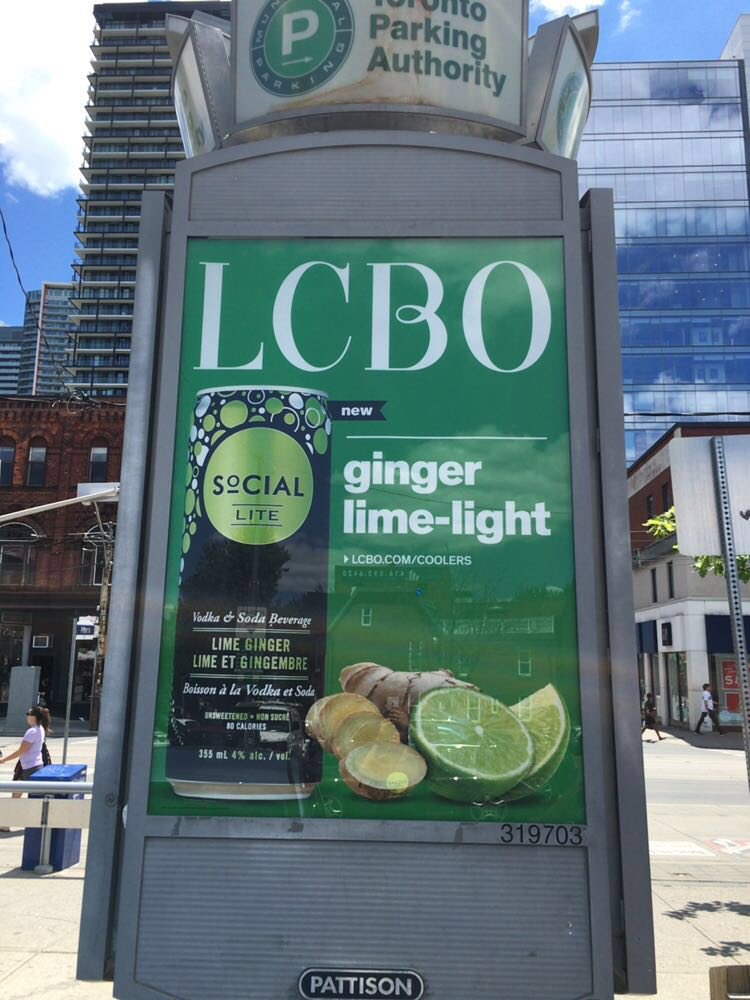 MUNICIPAL PARKING
P
Toronto
Parking
Authority
LCBO
new
SoCIAL
LITE
ginger
lime-light
LCBO.COM/COOLERS
Vodka & Soda Beverage
LIME GINGER
LIME ET GINGEMBRE
Boisson à la Vodka et Soda
UNSWEETENED • NON SUCRÉ
80 CALORIES
355 mL 4% alc. / vol.
319703
PATTISON